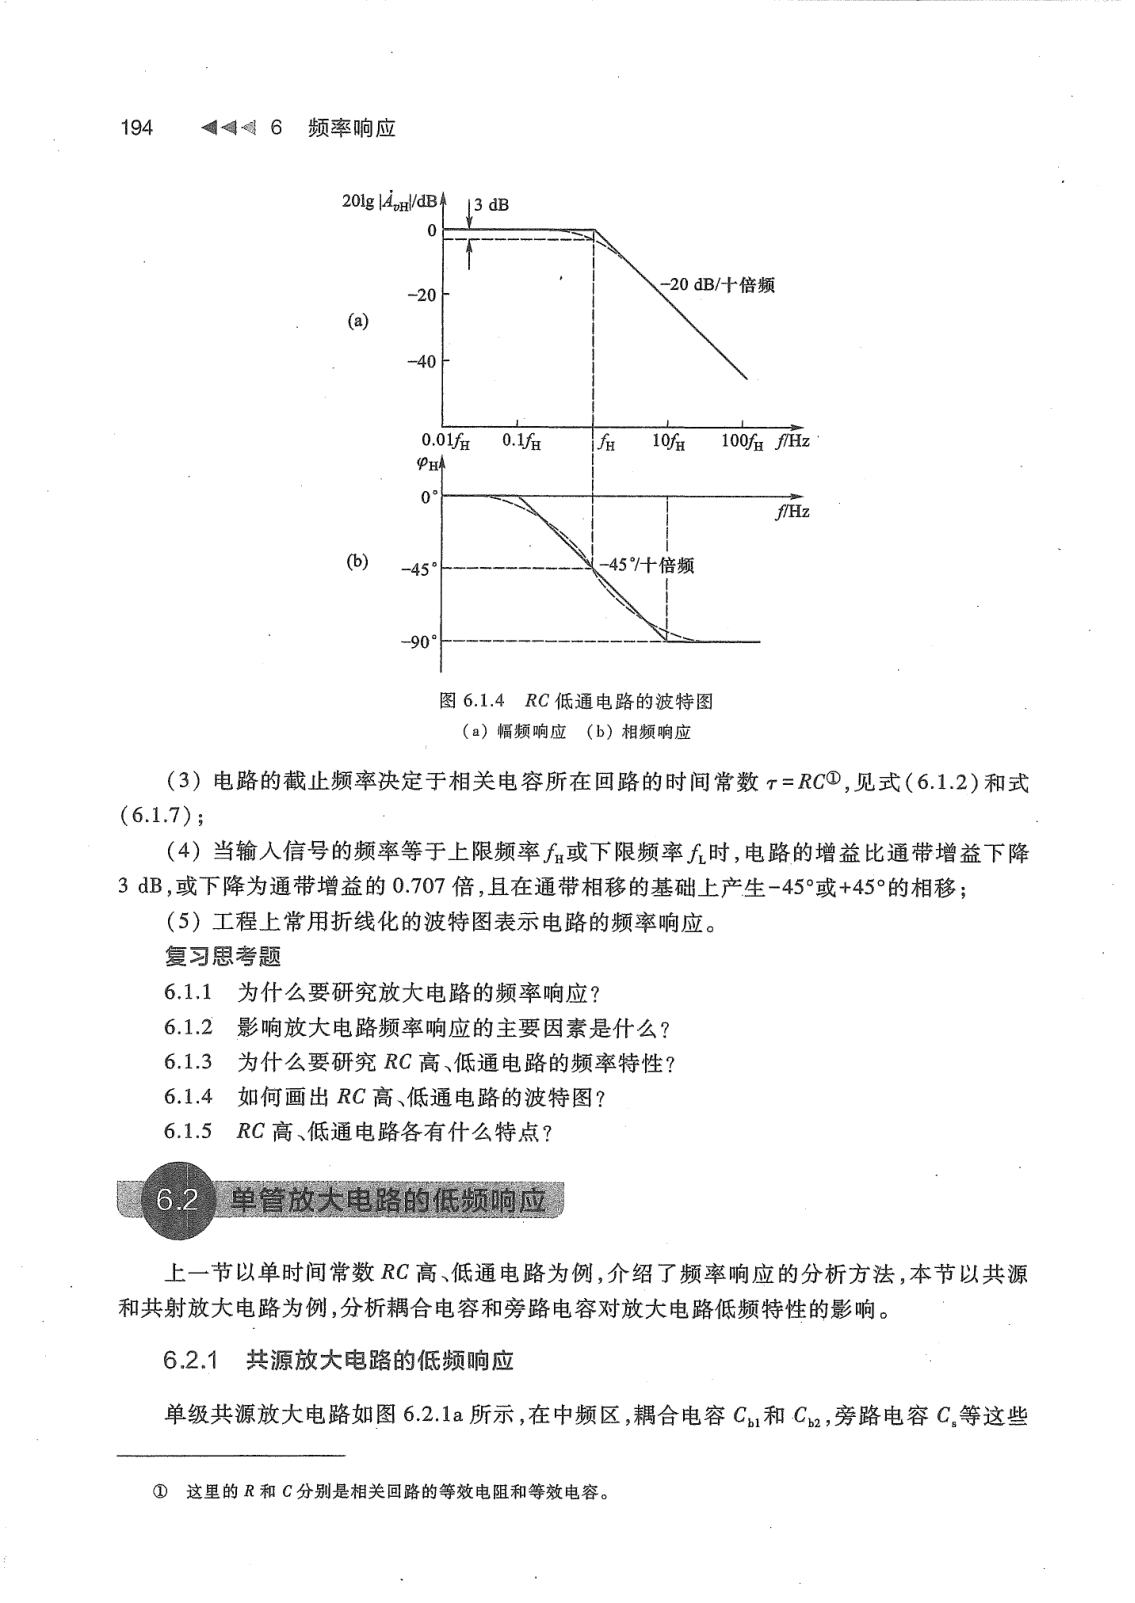 194 6 频率响应
20lg |ȦvH|/dB
3 dB
0
-20 dB/十倍频
-20
(a)
-40
0.01fH 0.1fH fH 10fH 100fH f/Hz
φH
0°
f/Hz
(b)
-45°
-45°/十倍频
-90°
图 6.1.4 RC 低通电路的波特图
(a) 幅频响应 (b) 相频响应
(3) 电路的截止频率决定于相关电容所在回路的时间常数 τ=RC①,见式(6.1.2)和式
(6.1.7);
(4) 当输入信号的频率等于上限频率 fH或下限频率 fL时,电路的增益比通带增益下降
3 dB,或下降为通带增益的 0.707 倍,且在通带相移的基础上产生-45°或+45°的相移;
(5) 工程上常用折线化的波特图表示电路的频率响应。
复习思考题
6.1.1 为什么要研究放大电路的频率响应?
6.1.2 影响放大电路频率响应的主要因素是什么?
6.1.3 为什么要研究 RC 高、低通电路的频率特性?
6.1.4 如何画出 RC 高、低通电路的波特图?
6.1.5 RC 高、低通电路各有什么特点?
6.2 单管放大电路的低频响应
上一节以单时间常数 RC 高、低通电路为例,介绍了频率响应的分析方法,本节以共源
和共射放大电路为例,分析耦合电容和旁路电容对放大电路低频特性的影响。
6.2.1 共源放大电路的低频响应
单级共源放大电路如图 6.2.1a 所示,在中频区,耦合电容 Cb1和 Cb2,旁路电容 Cs等这些
① 这里的 R 和 C 分别是相关回路的等效电阻和等效电容。